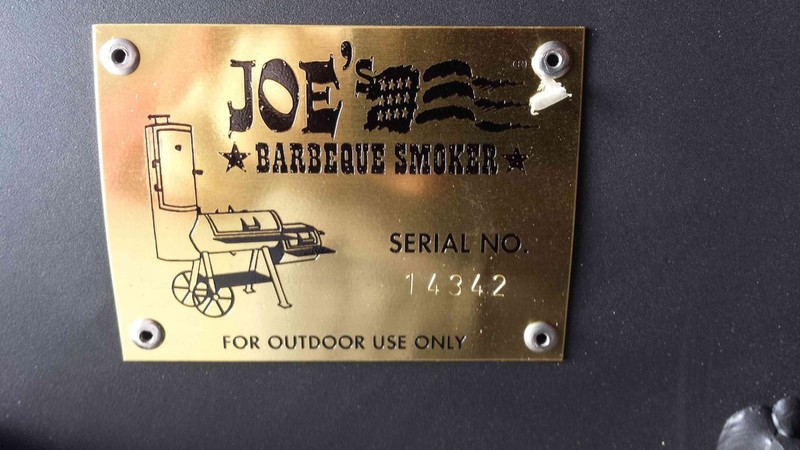 JOE's
BARBEQUE SMOKER
SERIAL NO.
14342
FOR OUTDOOR USE ONLY